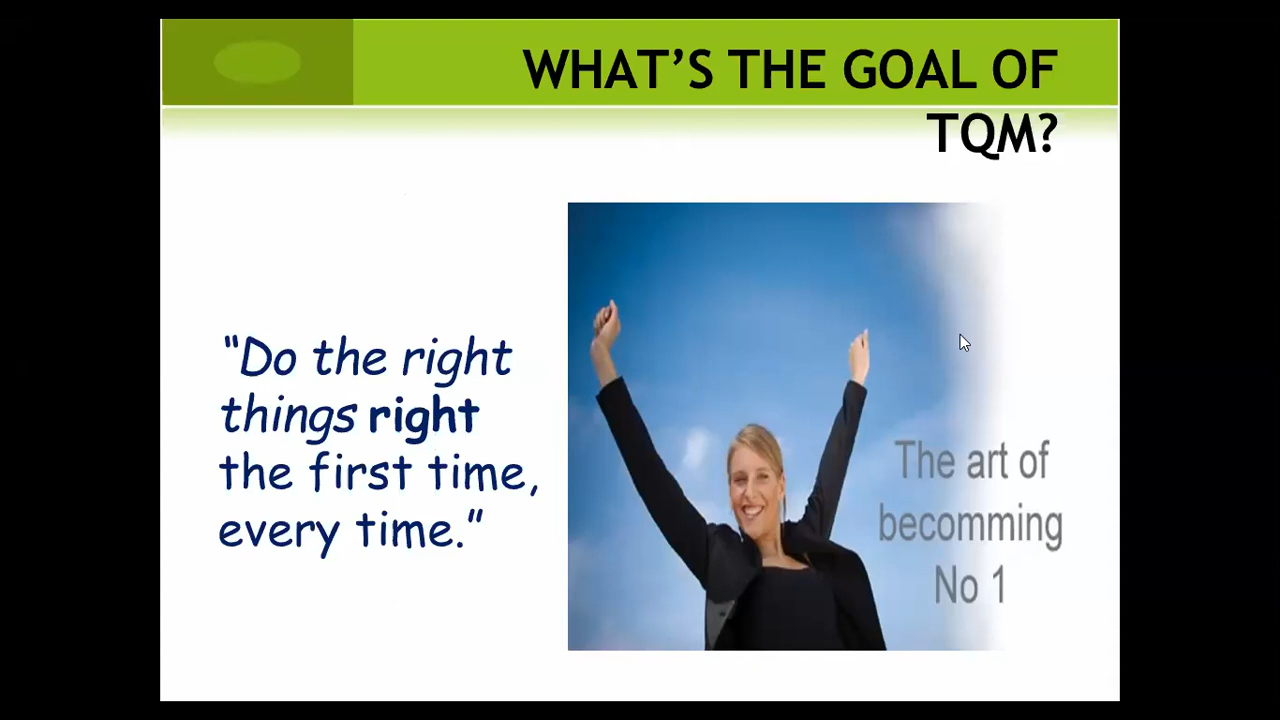 WHAT’S THE GOAL OF
TQM?
“Do the right
things right
the first time,
every time.”
The art of
becomming
No 1